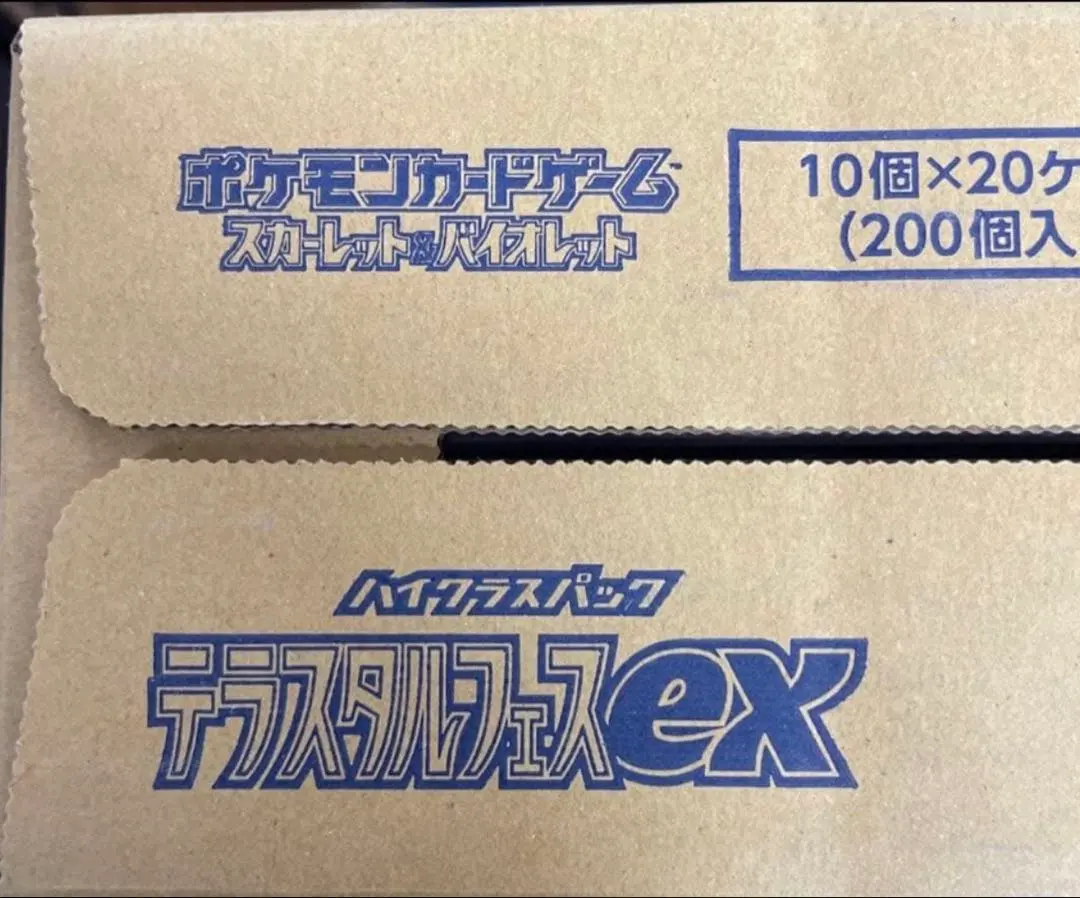 ポケモンカードゲーム™
スカーレット&バイオレット
10個×20ケ
(200個入
ハイクラスパック
テラスタルフェスex